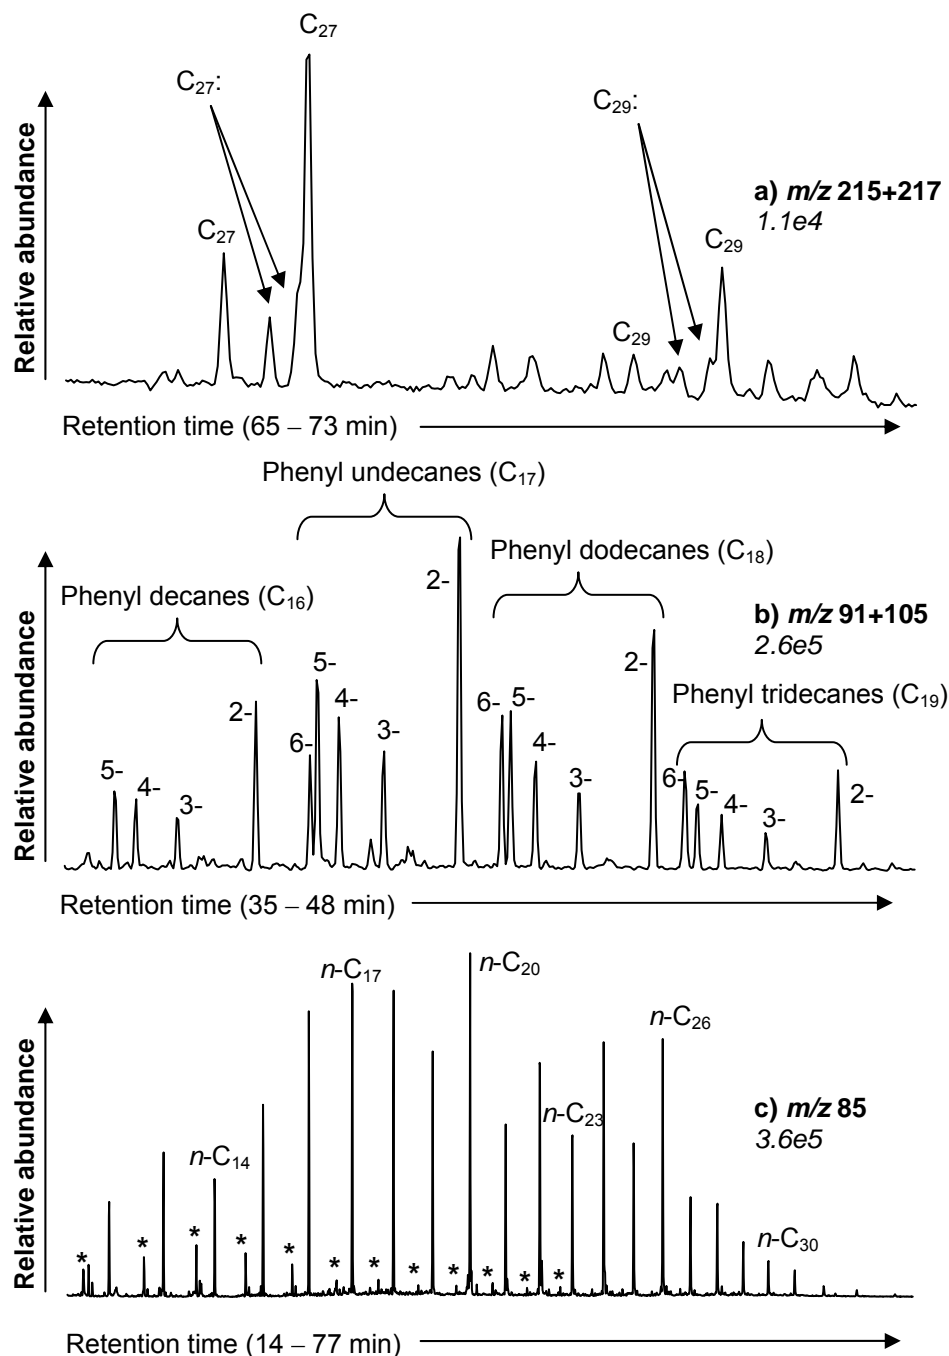 C27
C27:
C29:
a) m/z 215+217
1.1e4
C27
C29
C29
Relative abundance
Retention time (65 – 73 min)
Phenyl undecanes (C17)
Phenyl dodecanes (C18)
2-
Phenyl decanes (C16)
b) m/z 91+105
2.6e5
5-
2-
Phenyl tridecanes (C19)
2-
4-
6-
5-
3-
6-
4-
5-
4-
3-
3-
6-
5-
4-
3-
2-
Relative abundance
Retention time (35 – 48 min)
n-C17
n-C20
n-C26
c) m/z 85
3.6e5
n-C23
n-C14
* * * * * * * * * * * *
n-C30
Relative abundance
Retention time (14 – 77 min)